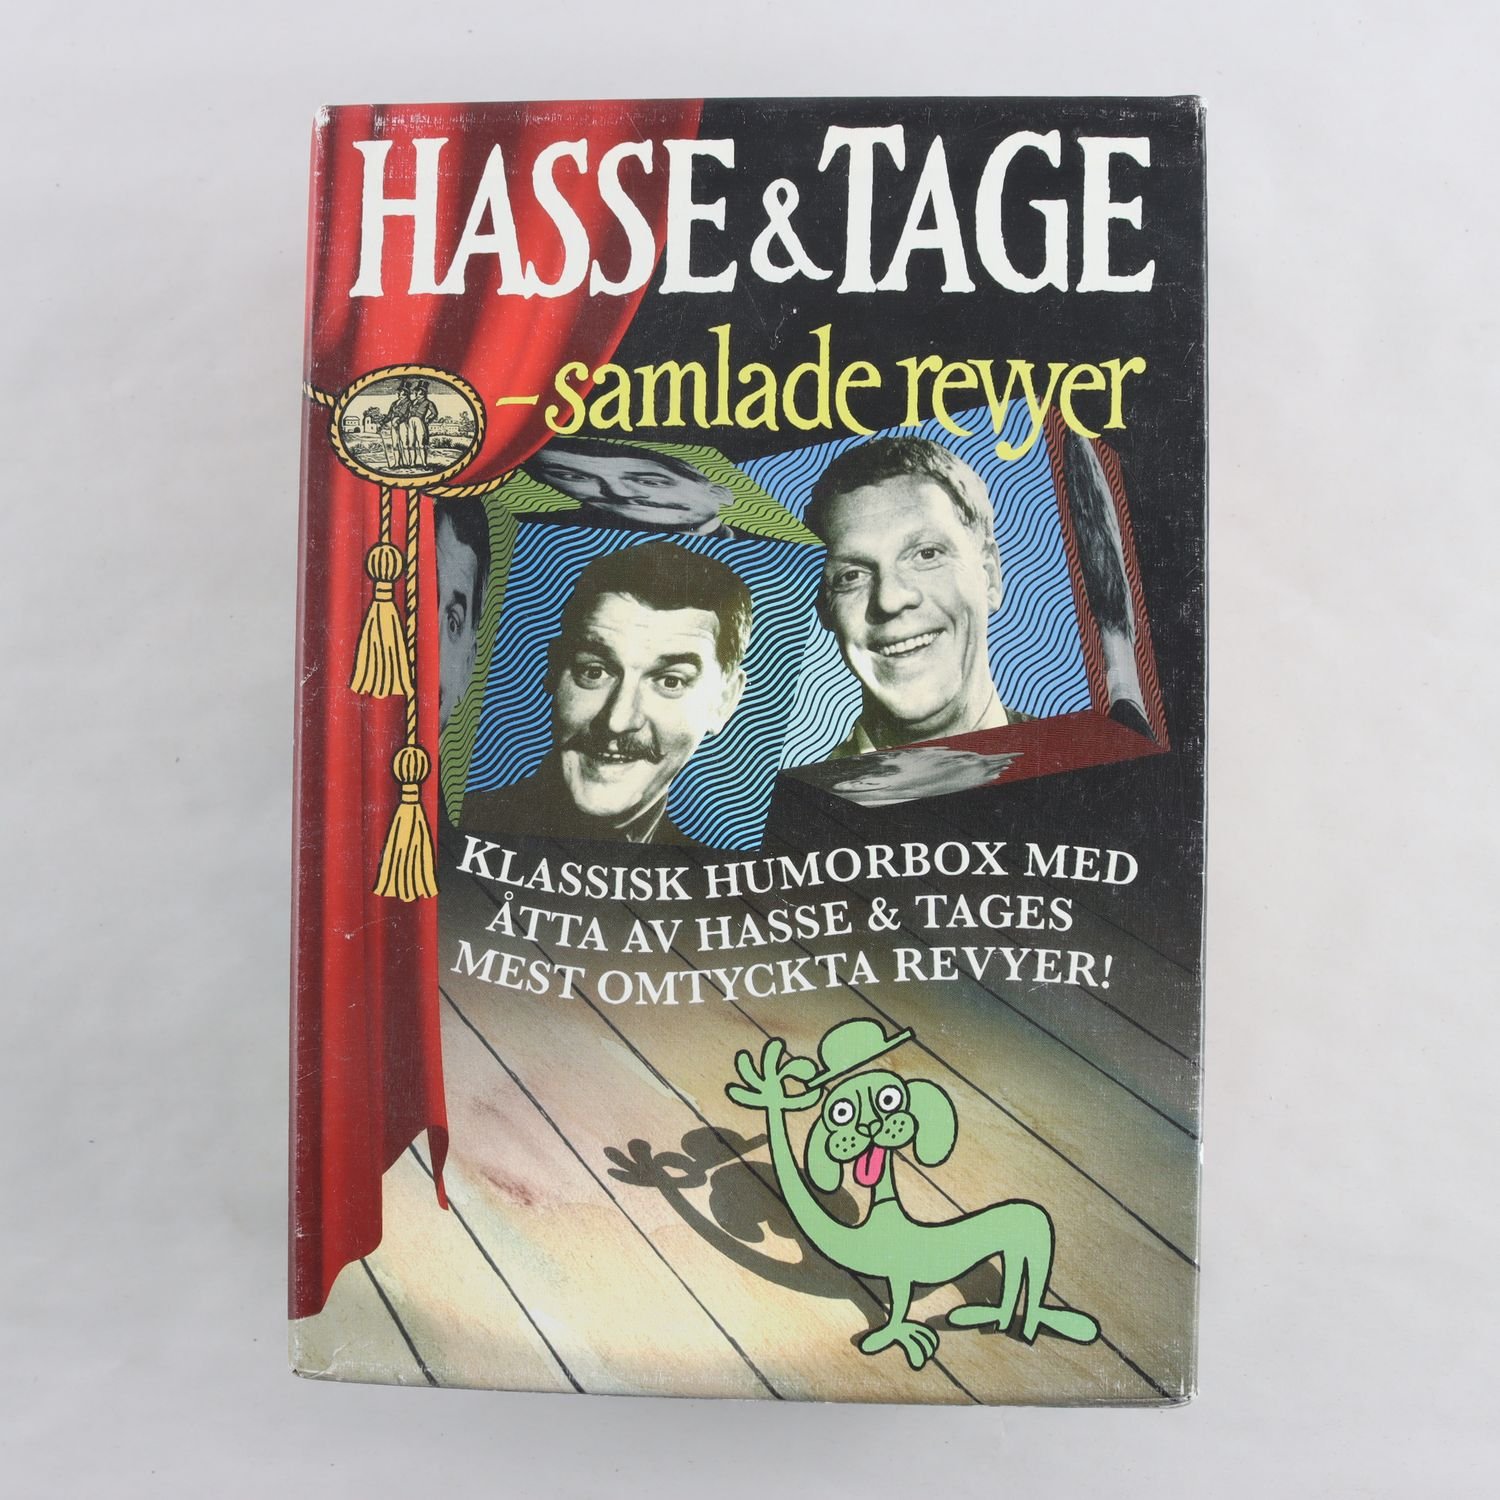 HASSE & TAGE
–samlade revyer
KLASSISK HUMORBOX MED
ÅTTA AV HASSE & TAGES
MEST OMTYCKTA REVYER!